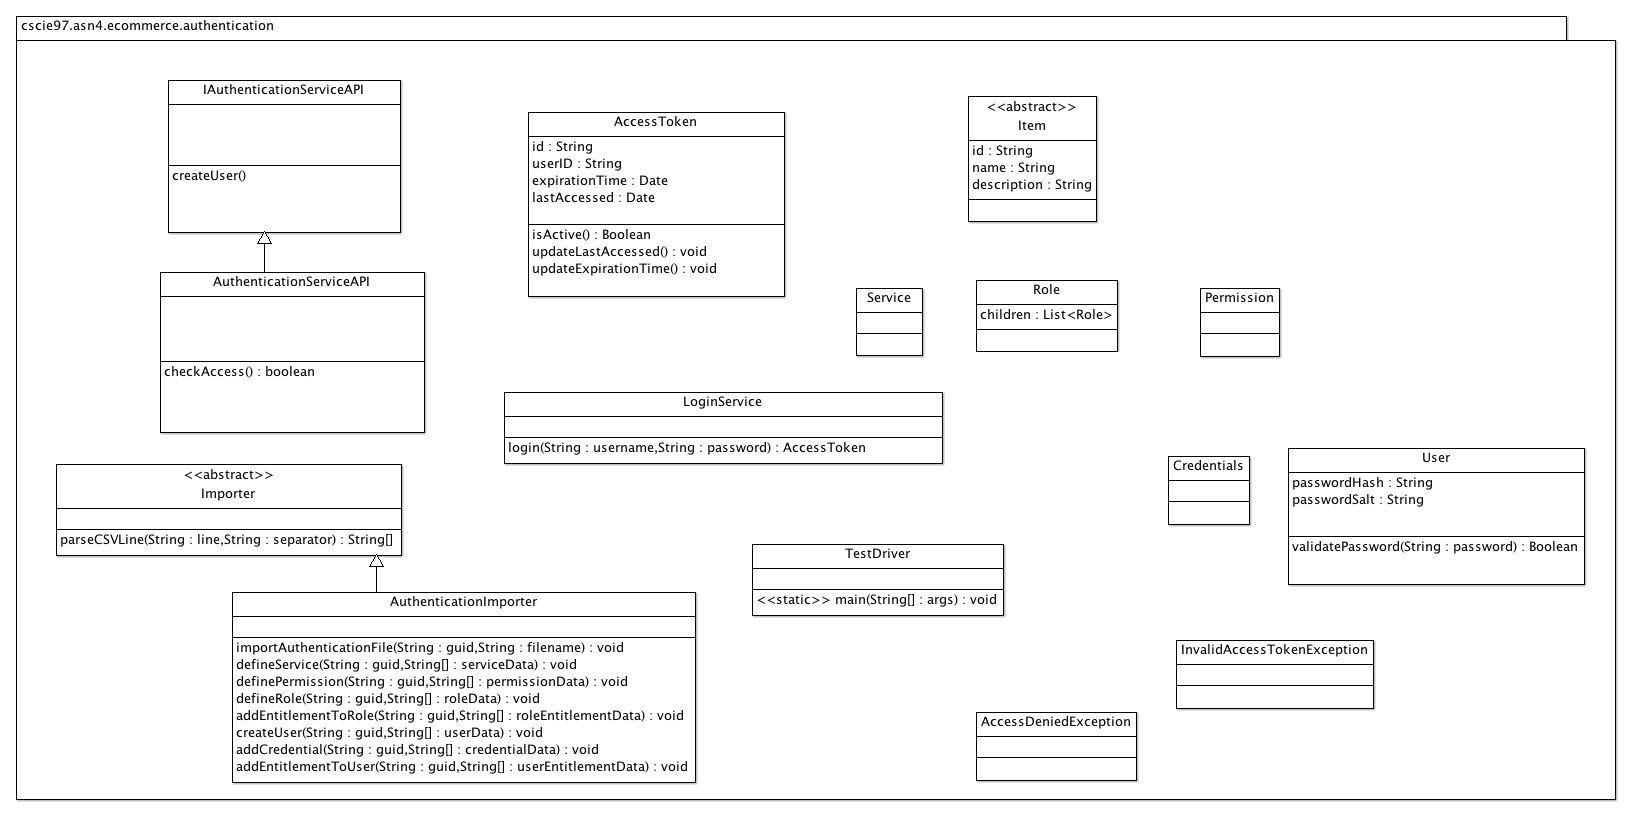 cscie97.asn4.ecommerce.authentication
IAuthenticationServiceAPI
createUser()
AuthenticationServiceAPI
checkAccess() : boolean
<<abstract>>
Importer
parseCSVLine(String : line,String : separator) : String[]
AuthenticationImporter
importAuthenticationFile(String : guid,String : filename) : void
defineService(String : guid,String[] : serviceData) : void
definePermission(String : guid,String[] : permissionData) : void
defineRole(String : guid,String[] : roleData) : void
addEntitlementToRole(String : guid,String[] : roleEntitlementData) : void
createUser(String : guid,String[] : userData) : void
addCredential(String : guid,String[] : credentialData) : void
addEntitlementToUser(String : guid,String[] : userEntitlementData) : void
AccessToken
id : String
userID : String
expirationTime : Date
lastAccessed : Date
isActive() : Boolean
updateLastAccessed() : void
updateExpirationTime() : void
<<abstract>>
Item
id : String
name : String
description : String
Service
Role
children : List<Role>
Permission
LoginService
login(String : username,String : password) : AccessToken
Credentials
User
passwordHash : String
passwordSalt : String
validatePassword(String : password) : Boolean
TestDriver
<<static>> main(String[] : args) : void
InvalidAccessTokenException
AccessDeniedException